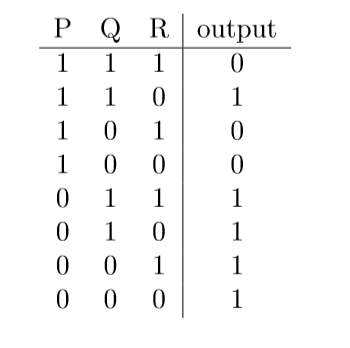 P Q R output
1 1 1 0
1 1 0 1
1 0 1 0
1 0 0 0
0 1 1 1
0 1 0 1
0 0 1 1
0 0 0 1